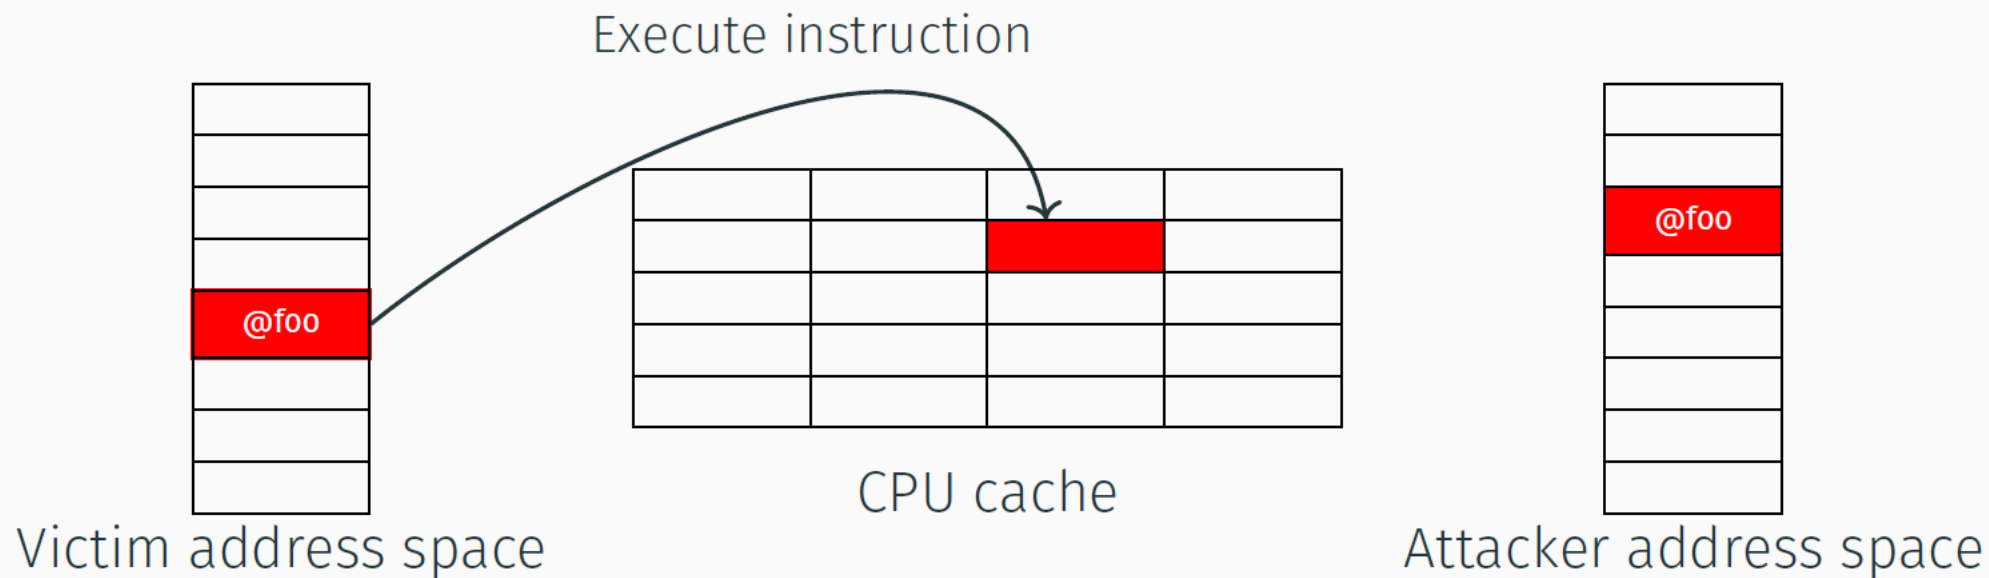 Execute instruction
@foo
@foo
CPU cache
Victim address space
Attacker address space